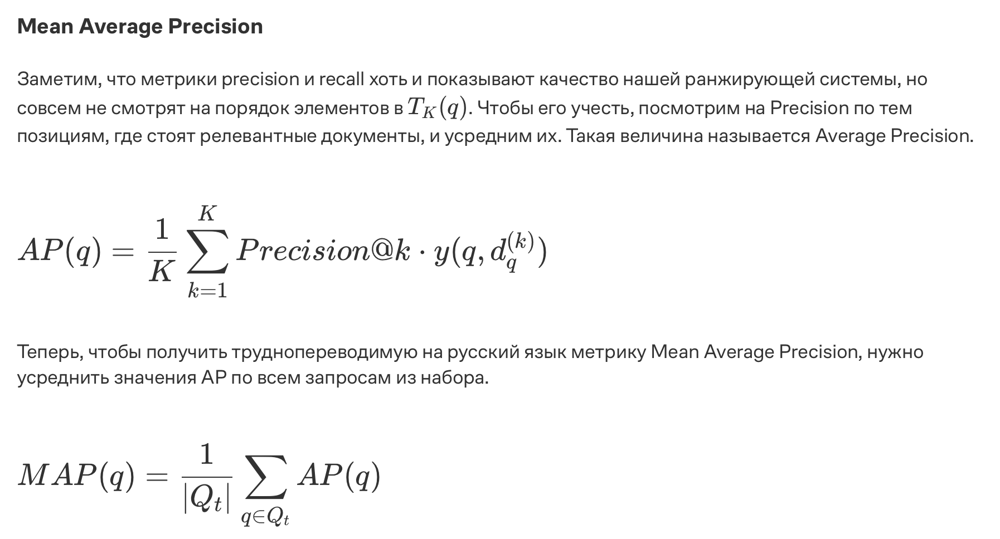 Mean Average Precision
Заметим, что метрики precision и recall хоть и показывают качество нашей ранжирующей системы, но
совсем не смотрят на порядок элементов в T_K(q). Чтобы его учесть, посмотрим на Precision по тем
позициям, где стоят релевантные документы, и усредним их. Такая величина называется Average Precision.
AP(q) = \frac{1}{K} \sum_{k=1}^{K} Precision@k \cdot y(q, d_q^{(k)})
Теперь, чтобы получить труднопереводимую на русский язык метрику Mean Average Precision, нужно
усреднить значения AP по всем запросам из набора.
MAP(q) = \frac{1}{|Q_t|} \sum_{q \in Q_t} AP(q)